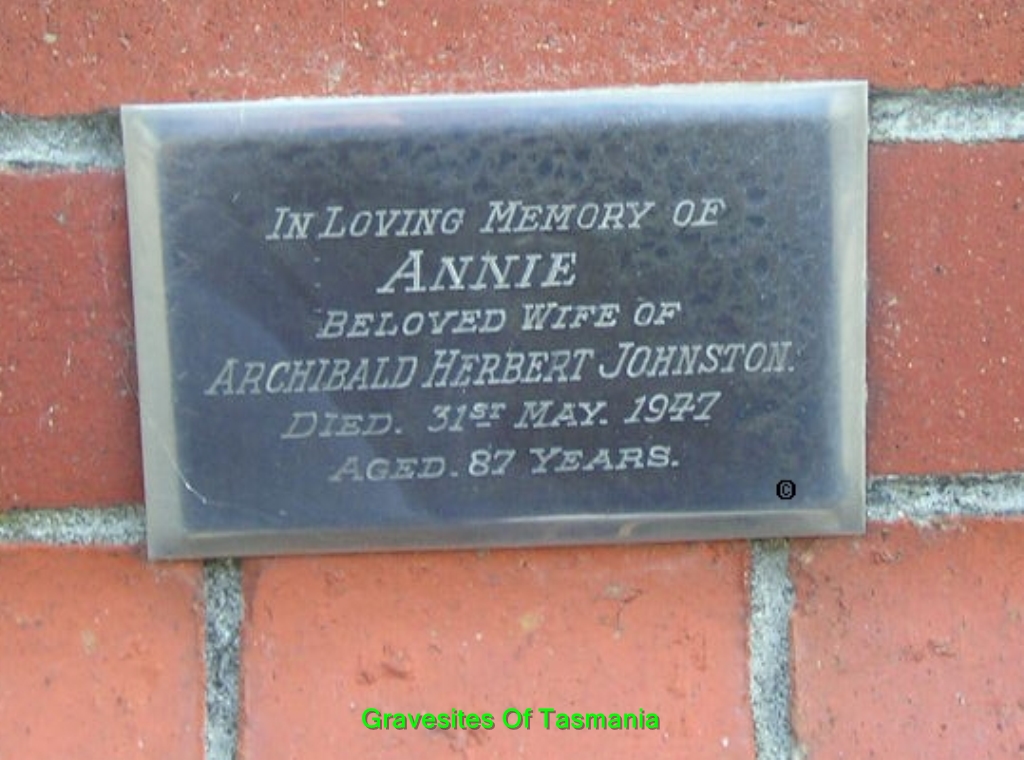 IN LOVING MEMORY OF
ANNIE
BELOVED WIFE OF
ARCHIBALD HERBERT JOHNSTON.
DIED. 31ST MAY. 1947
AGED. 87 YEARS.
©
Gravesites Of Tasmania